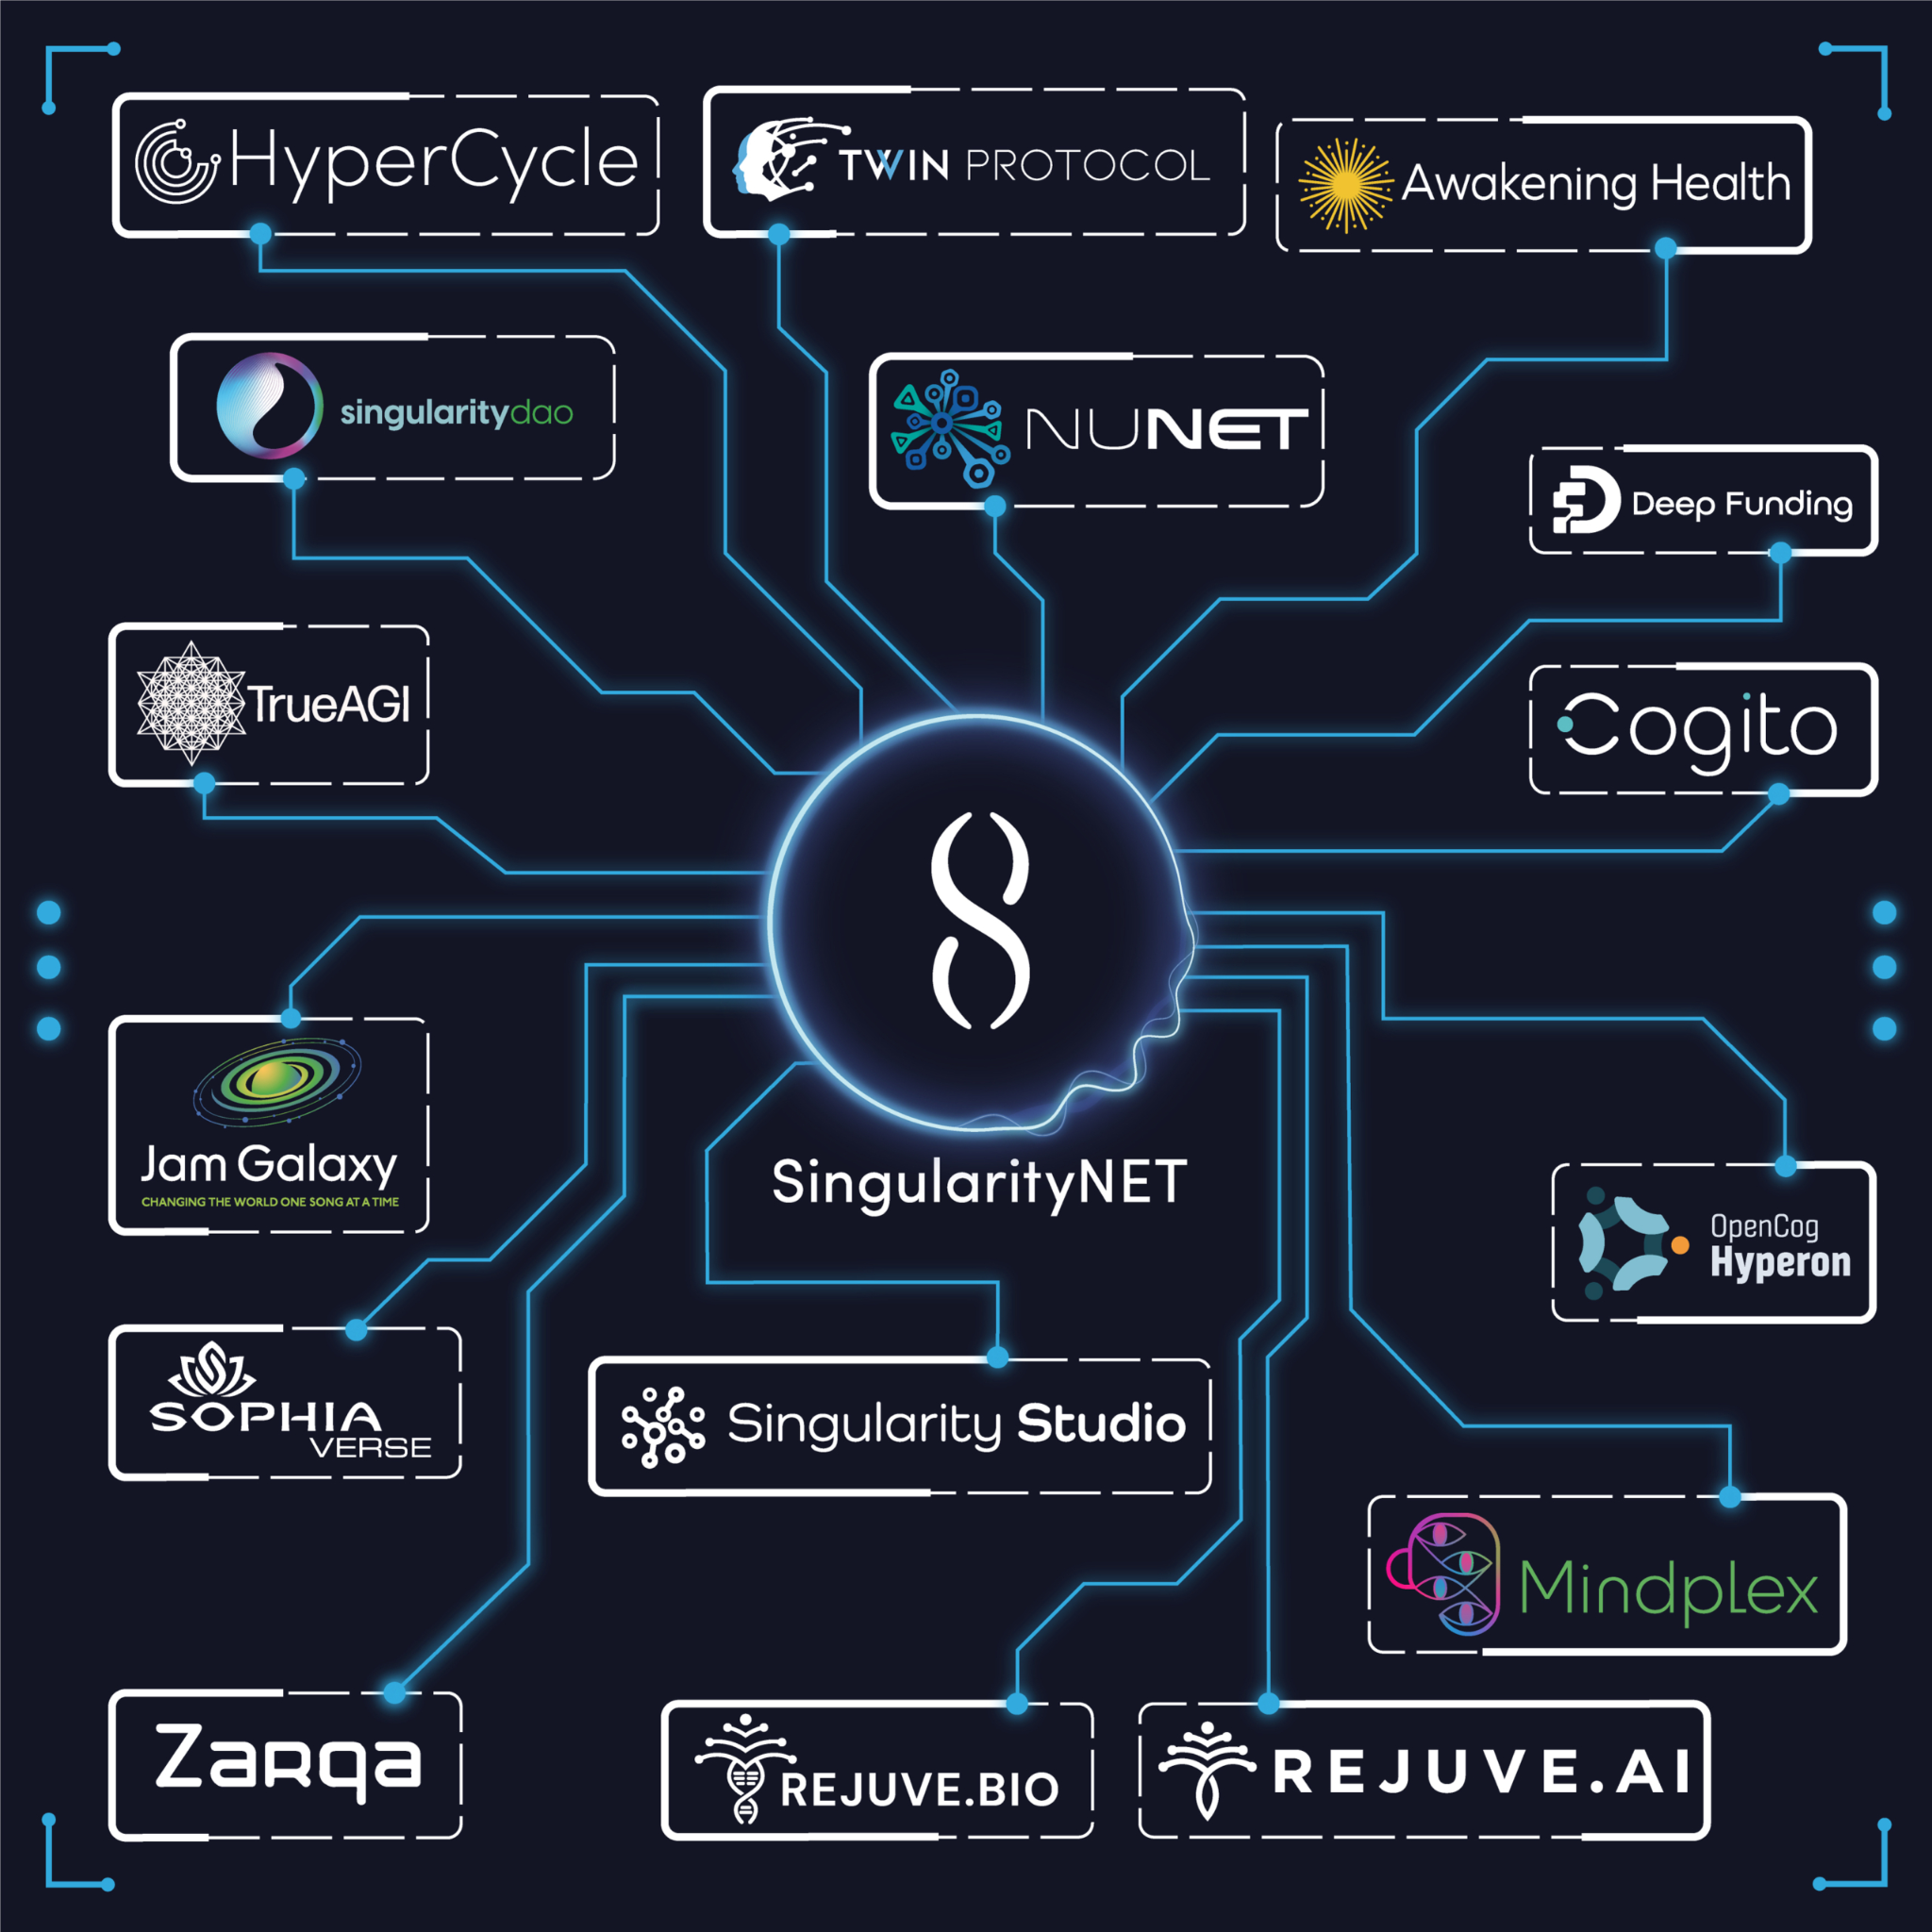 HyperCycle
TWIN PROTOCOL
Awakening Health
singularitydao
NUNET
Deep Funding
TrueAGI
Cogito
SingularityNET
Jam Galaxy
CHANGING THE WORLD ONE SONG AT A TIME
OpenCog
Hyperon
SOPHIA
VERSE
Singularity Studio
Mindplex
Zarqa
REJUVE.BIO
REJUVE.AI